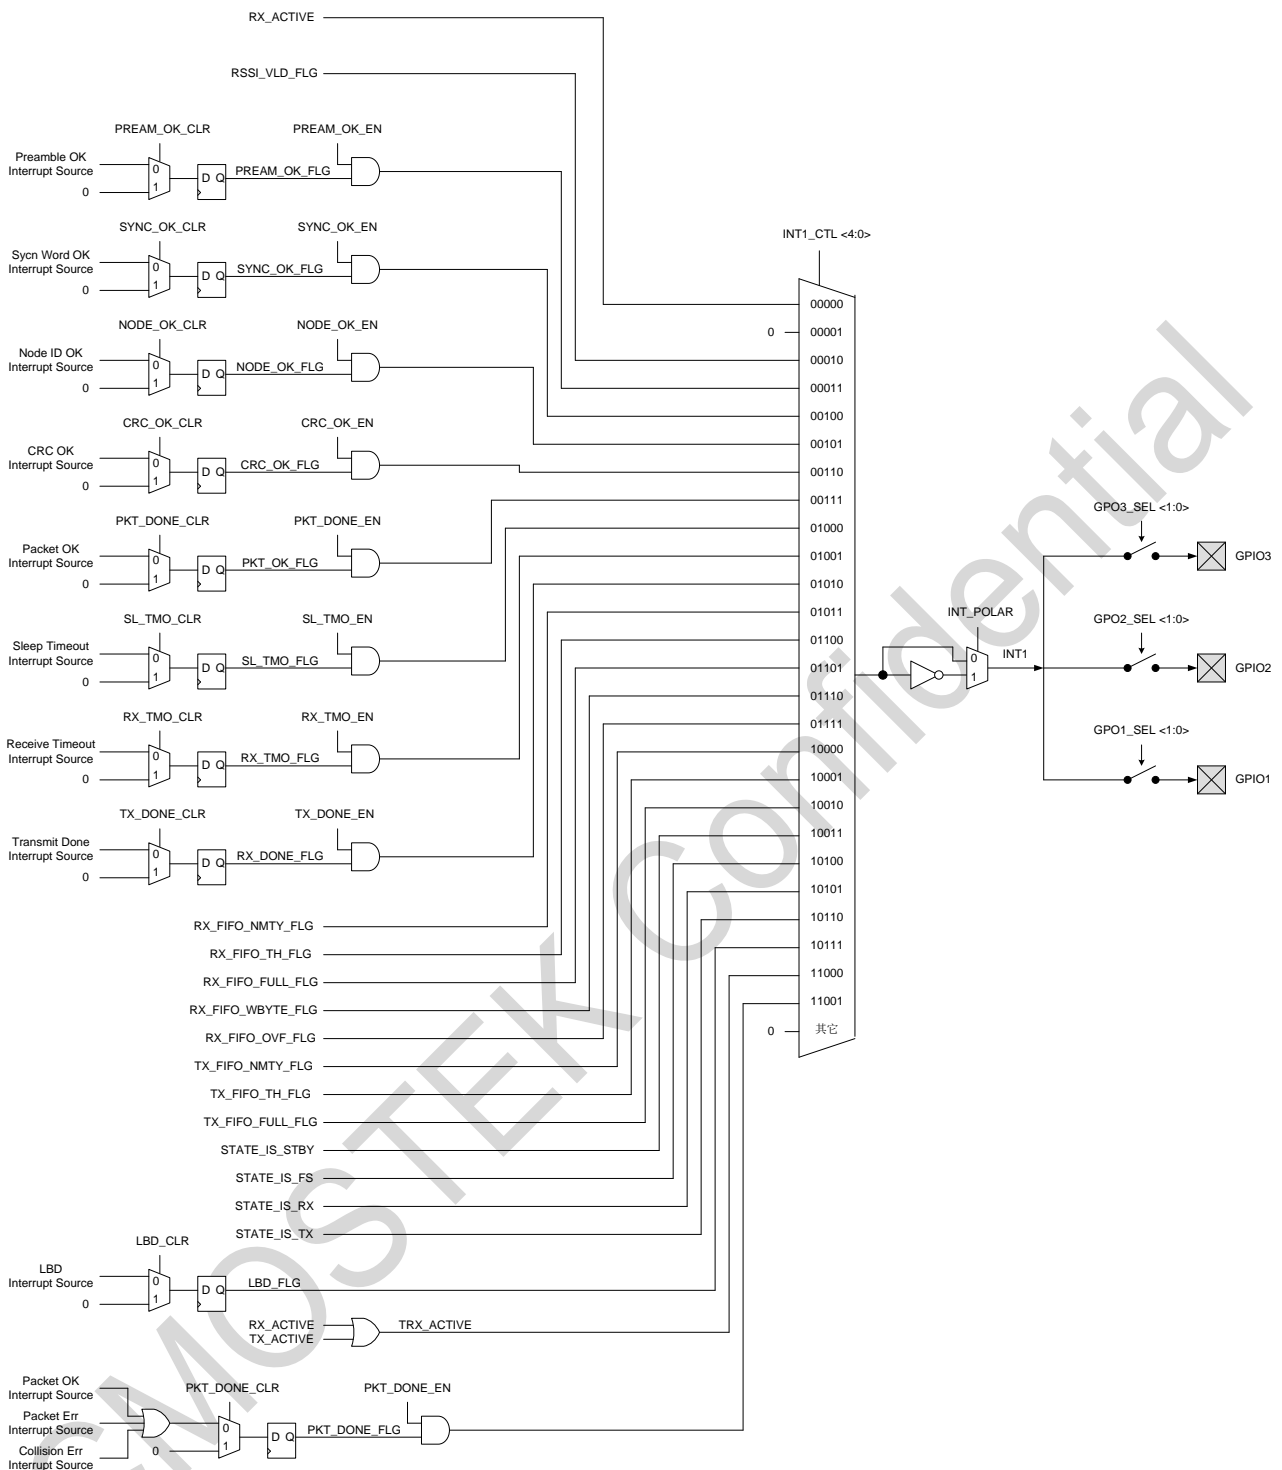 RX_ACTIVE
RSSI_VLD_FLG
PREAM_OK_CLR
PREAM_OK_EN
Preamble OK
Interrupt Source
0
0
1
D Q
PREAM_OK_FLG
SYNC_OK_CLR
SYNC_OK_EN
Sycn Word OK
Interrupt Source
0
0
1
D Q
SYNC_OK_FLG
NODE_OK_CLR
NODE_OK_EN
Node ID OK
Interrupt Source
0
0
1
D Q
NODE_OK_FLG
CRC_OK_CLR
CRC_OK_EN
CRC OK
Interrupt Source
0
0
1
D Q
CRC_OK_FLG
PKT_DONE_CLR
PKT_DONE_EN
Packet OK
Interrupt Source
0
0
1
D Q
PKT_OK_FLG
SL_TMO_CLR
SL_TMO_EN
Sleep Timeout
Interrupt Source
0
0
1
D Q
SL_TMO_FLG
RX_TMO_CLR
RX_TMO_EN
Receive Timeout
Interrupt Source
0
0
1
D Q
RX_TMO_FLG
TX_DONE_CLR
TX_DONE_EN
Transmit Done
Interrupt Source
0
0
1
D Q
RX_DONE_FLG
RX_FIFO_NMTY_FLG
RX_FIFO_TH_FLG
RX_FIFO_FULL_FLG
RX_FIFO_WBYTE_FLG
RX_FIFO_OVF_FLG
TX_FIFO_NMTY_FLG
TX_FIFO_TH_FLG
TX_FIFO_FULL_FLG
STATE_IS_STBY
STATE_IS_FS
STATE_IS_RX
STATE_IS_TX
LBD_CLR
LBD
Interrupt Source
0
0
1
D Q
LBD_FLG
RX_ACTIVE
TX_ACTIVE
TRX_ACTIVE
Packet OK
Interrupt Source
Packet Err
Interrupt Source
Collision Err
Interrupt Source
PKT_DONE_CLR
PKT_DONE_EN
0
0
1
D Q
PKT_DONE_FLG
INT1_CTL <4:0>
00000
0
00001
00010
00011
00100
00101
00110
00111
01000
01001
01010
01011
01100
01101
01110
01111
10000
10001
10010
10011
10100
10101
10110
10111
11000
11001
0
其它
INT_POLAR
0
1
INT1
GPO3_SEL <1:0>
GPIO3
GPO2_SEL <1:0>
GPIO2
GPO1_SEL <1:0>
GPIO1
CMOSTEK Confidential